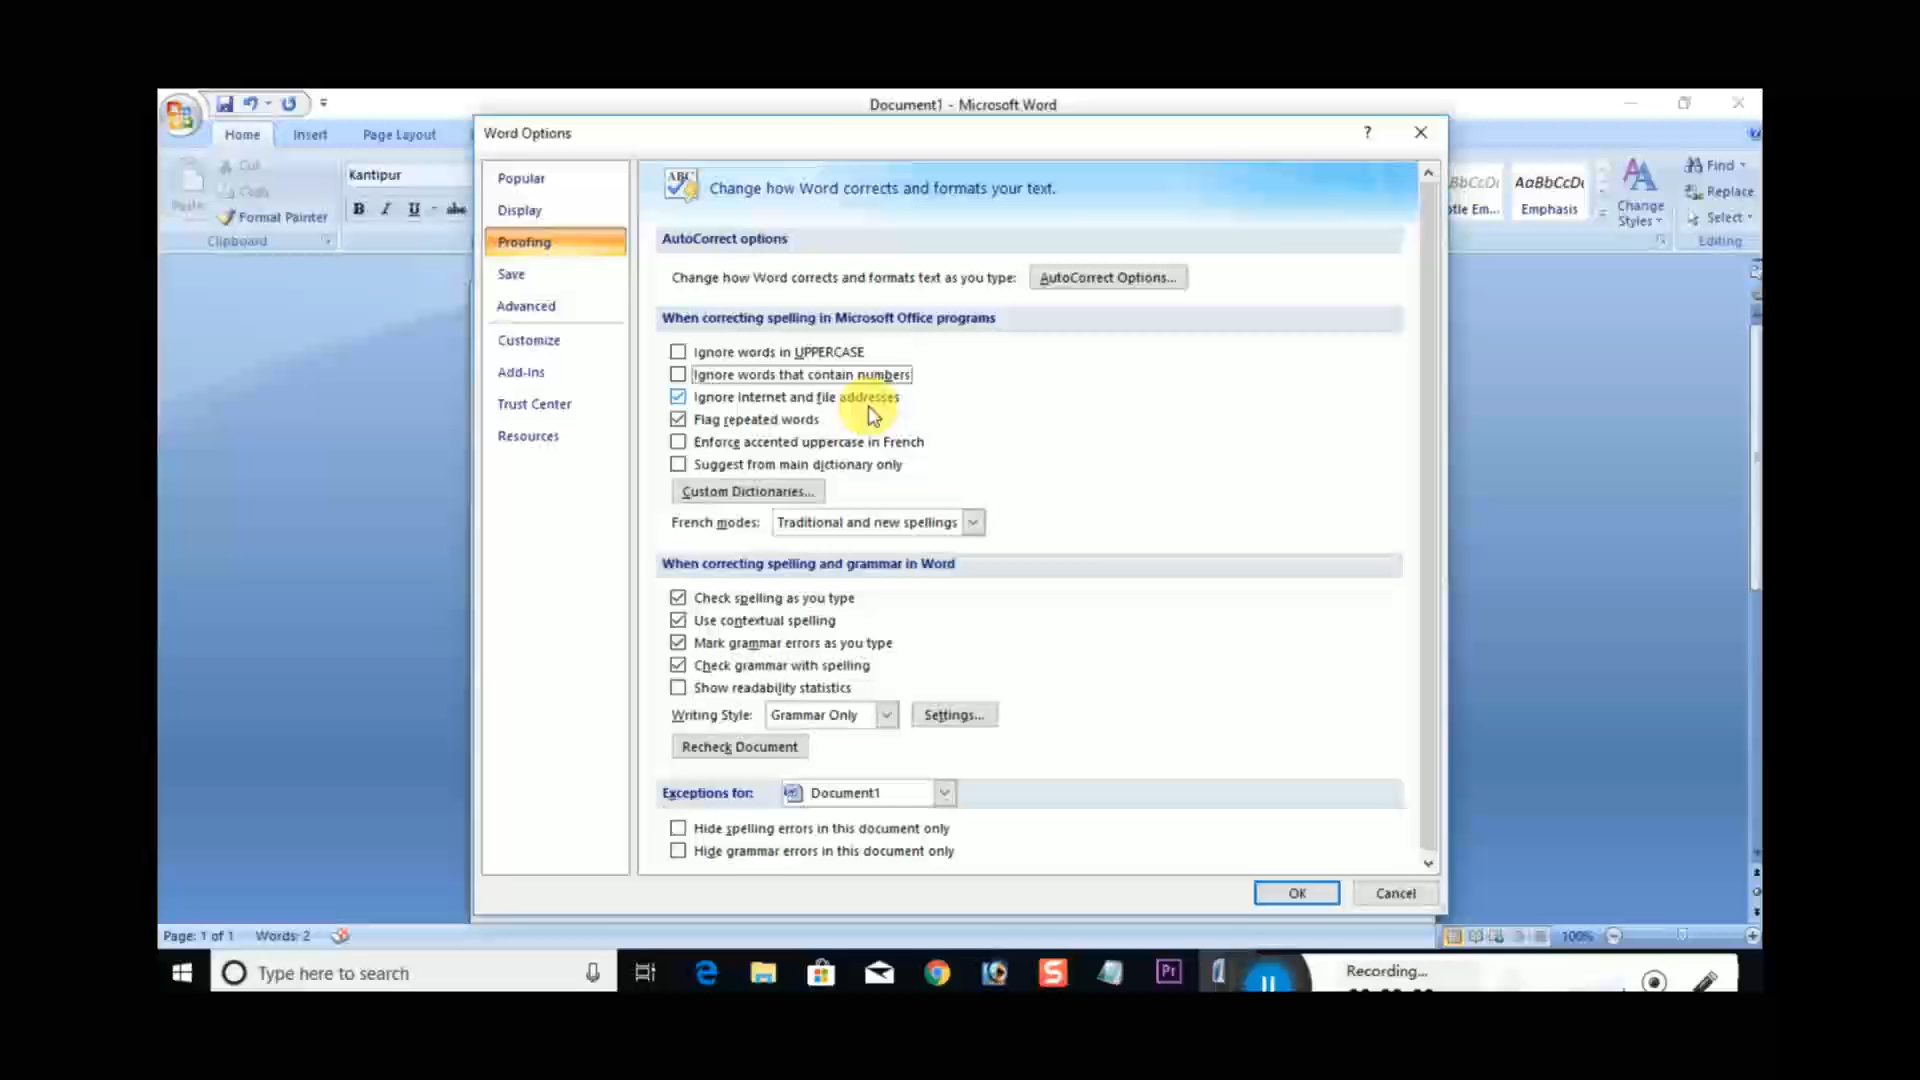 Document1 - Microsoft Word
Home Insert Page Layout
Word Options
?
Cut
Copy
Paste
Format Painter
Clipboard
Kantipur
B I U abc
AaBbCcDc
Emphasis
Change
Styles
Find
Replace
Select
Editing
Popular
Display
Proofing
Save
Advanced
Customize
Add-Ins
Trust Center
Resources
ABC
Change how Word corrects and formats your text.
AutoCorrect options
Change how Word corrects and formats text as you type: AutoCorrect Options...
When correcting spelling in Microsoft Office programs
Ignore words in UPPERCASE
Ignore words that contain numbers
Ignore Internet and file addresses
Flag repeated words
Enforce accented uppercase in French
Suggest from main dictionary only
Custom Dictionaries...
French modes: Traditional and new spellings
When correcting spelling and grammar in Word
Check spelling as you type
Use contextual spelling
Mark grammar errors as you type
Check grammar with spelling
Show readability statistics
Writing Style: Grammar Only Settings...
Recheck Document
Exceptions for: Document1
Hide spelling errors in this document only
Hide grammar errors in this document only
OK Cancel
Page: 1 of 1 Words: 2
100%
Type here to search
S
Pr
Recording...